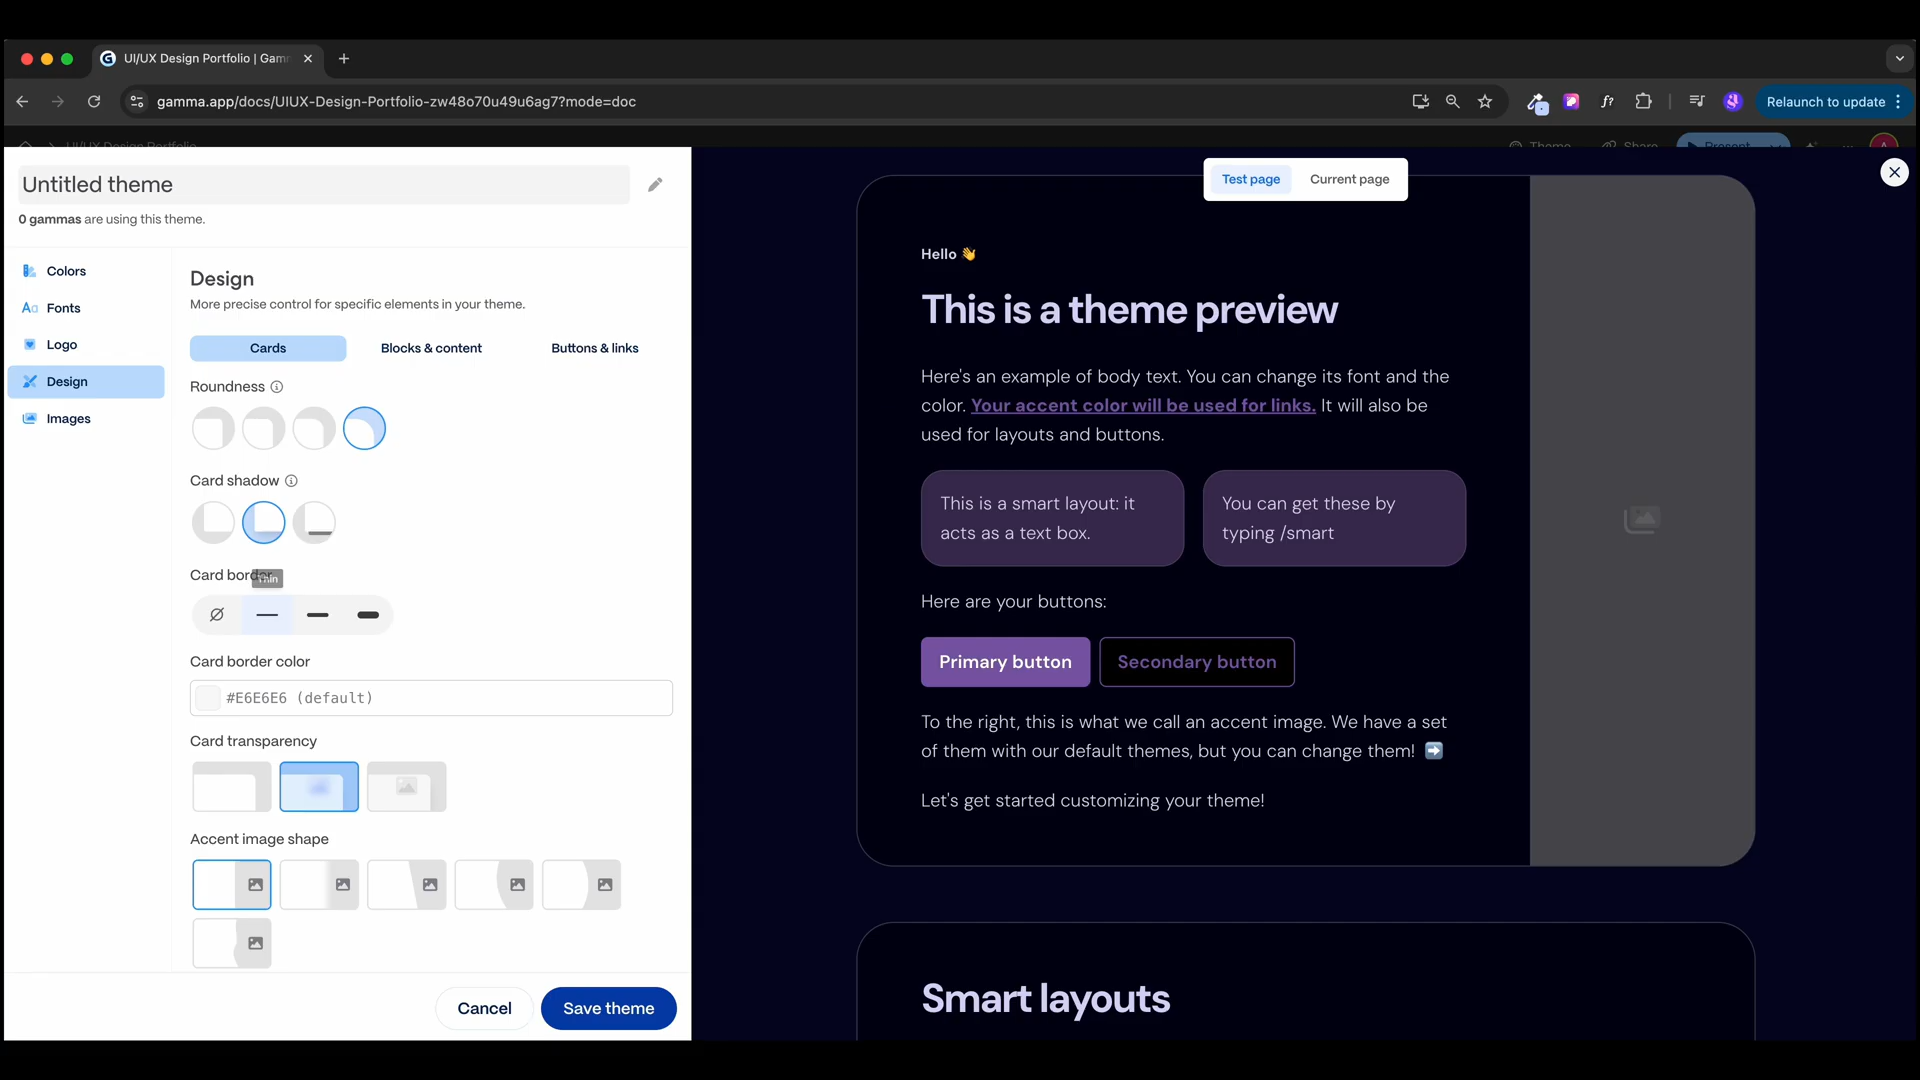 UI/UX Design Portfolio | Gam
gamma.app/docs/UIUX-Design-Portfolio-zw48o70u49u6ag7?mode=doc
f?
Relaunch to update
UI/UX Design Portfolio
Theme
Share
Present
Untitled theme
0 gammas are using this theme.
Colors
Aa Fonts
Logo
Design
Images
Design
More precise control for specific elements in your theme.
Cards
Blocks & content
Buttons & links
Roundness
Card shadow
Card border
Thin
Card border color
#E6E6E6 (default)
Card transparency
Accent image shape
Cancel
Save theme
Test page
Current page
Hello 👋
This is a theme preview
Here's an example of body text. You can change its font and the
color. Your accent color will be used for links. It will also be
used for layouts and buttons.
This is a smart layout: it
acts as a text box.
You can get these by
typing /smart
Here are your buttons:
Primary button
Secondary button
To the right, this is what we call an accent image. We have a set
of them with our default themes, but you can change them! ➡️
Let's get started customizing your theme!
Smart layouts